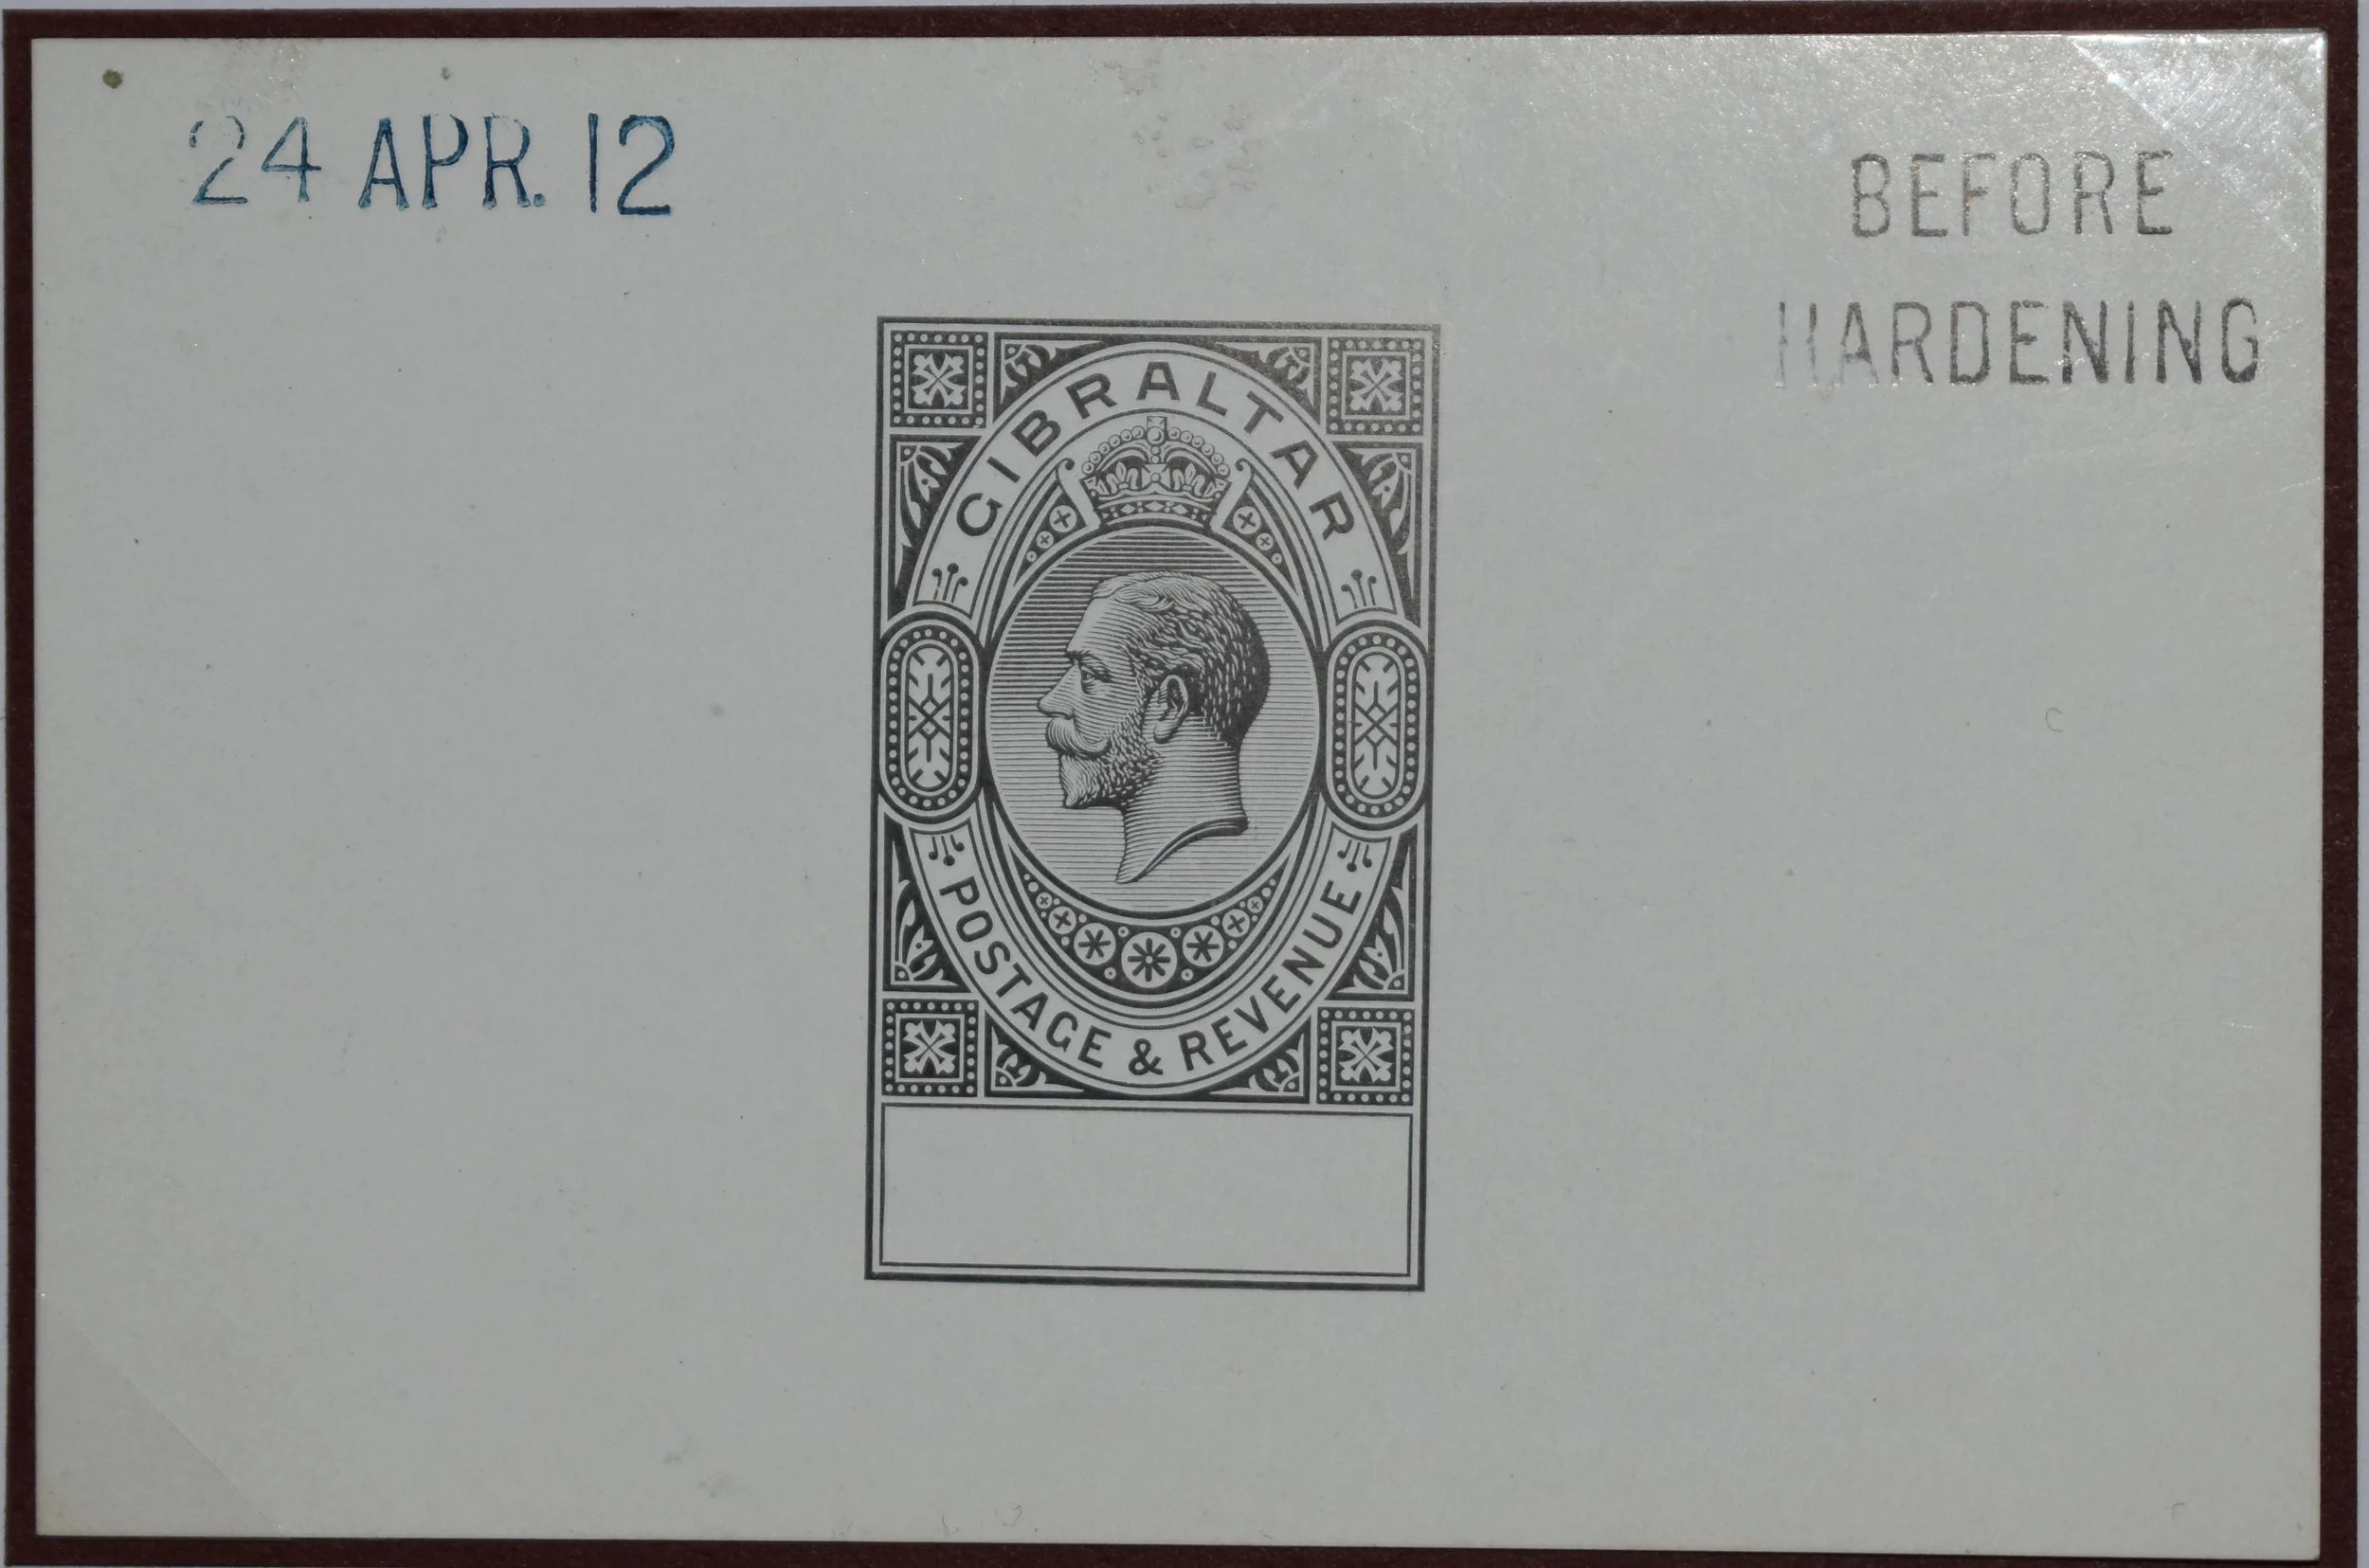 24 APR. 12
BEFORE
HARDENING
GIBRALTAR
POSTAGE & REVENUE